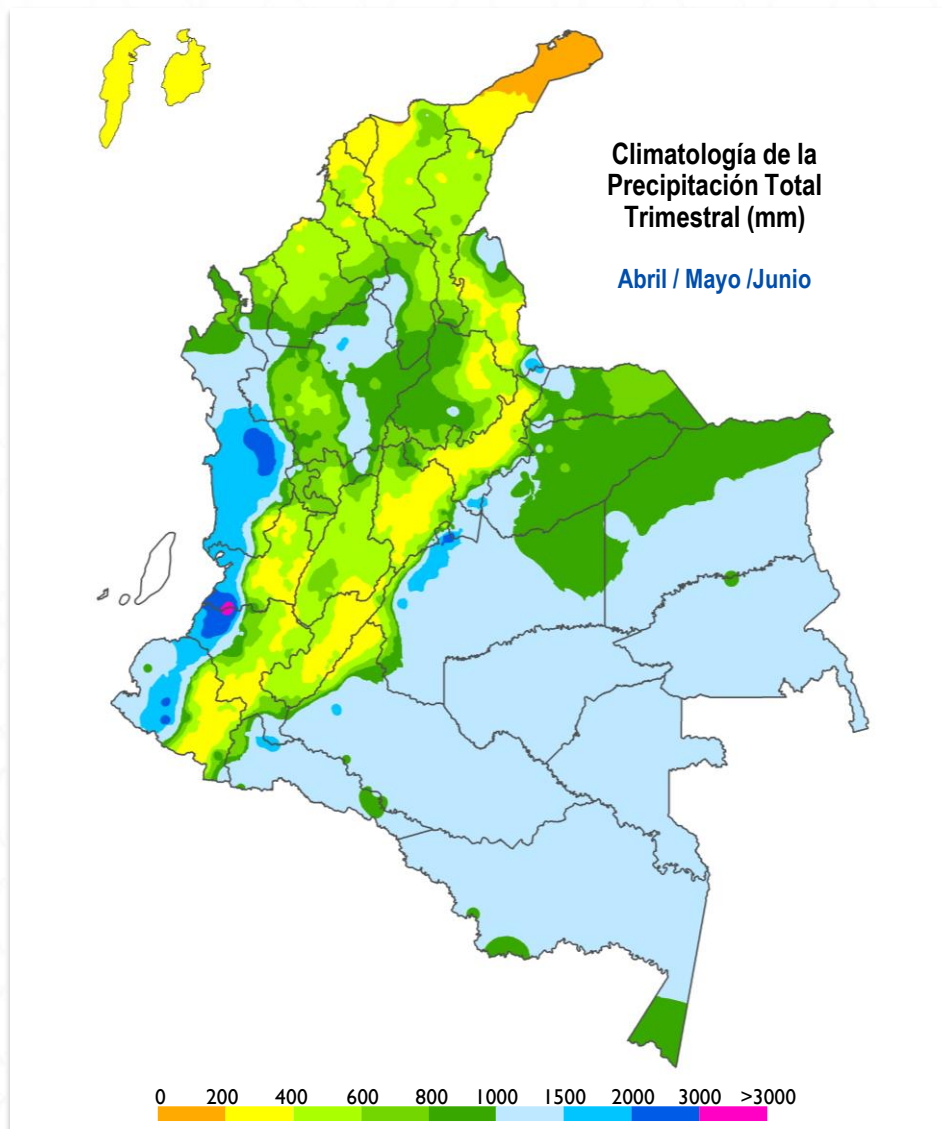 Climatología de la
Precipitación Total
Trimestral (mm)
Abril / Mayo /Junio
0 200 400 600 800 1000 1500 2000 3000 >3000